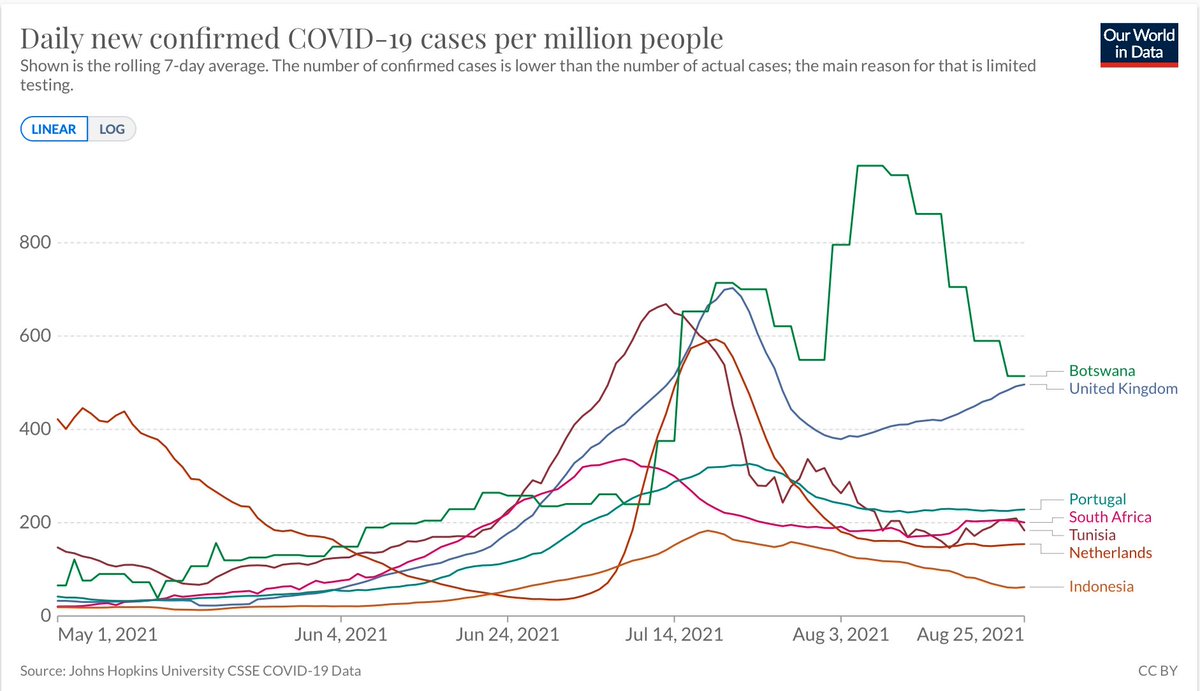 Daily new confirmed COVID-19 cases per million people
Shown is the rolling 7-day average. The number of confirmed cases is lower than the number of actual cases; the main reason for that is limited
testing.
Our World
in Data
LINEAR
LOG
800
600
400
200
0
May 1, 2021
Jun 4, 2021
Jun 24, 2021
Jul 14, 2021
Aug 3, 2021
Aug 25, 2021
Botswana
United Kingdom
Portugal
South Africa
Tunisia
Netherlands
Indonesia
Source: Johns Hopkins University CSSE COVID-19 Data
CC BY